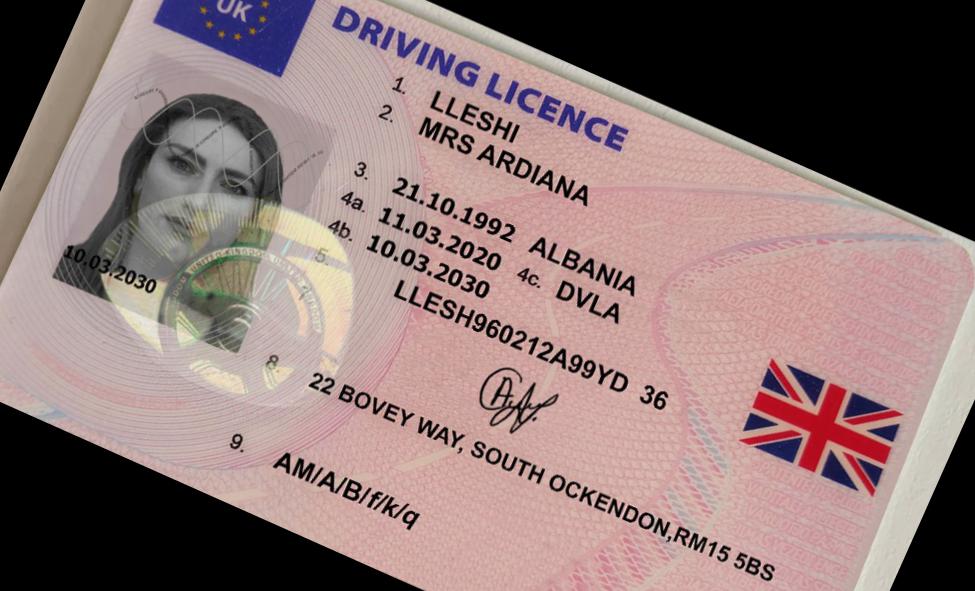 UK
DRIVING LICENCE
1. LLESHI
2. MRS ARDIANA
3. 21.10.1992 ALBANIA
4a. 11.03.2020 4c. DVLA
4b. 10.03.2030
5. LLESH960212A99YD 36
10.03.2030
8. 22 BOVEY WAY, SOUTH OCKENDON,RM15 5BS
9. AM/A/B/f/k/q